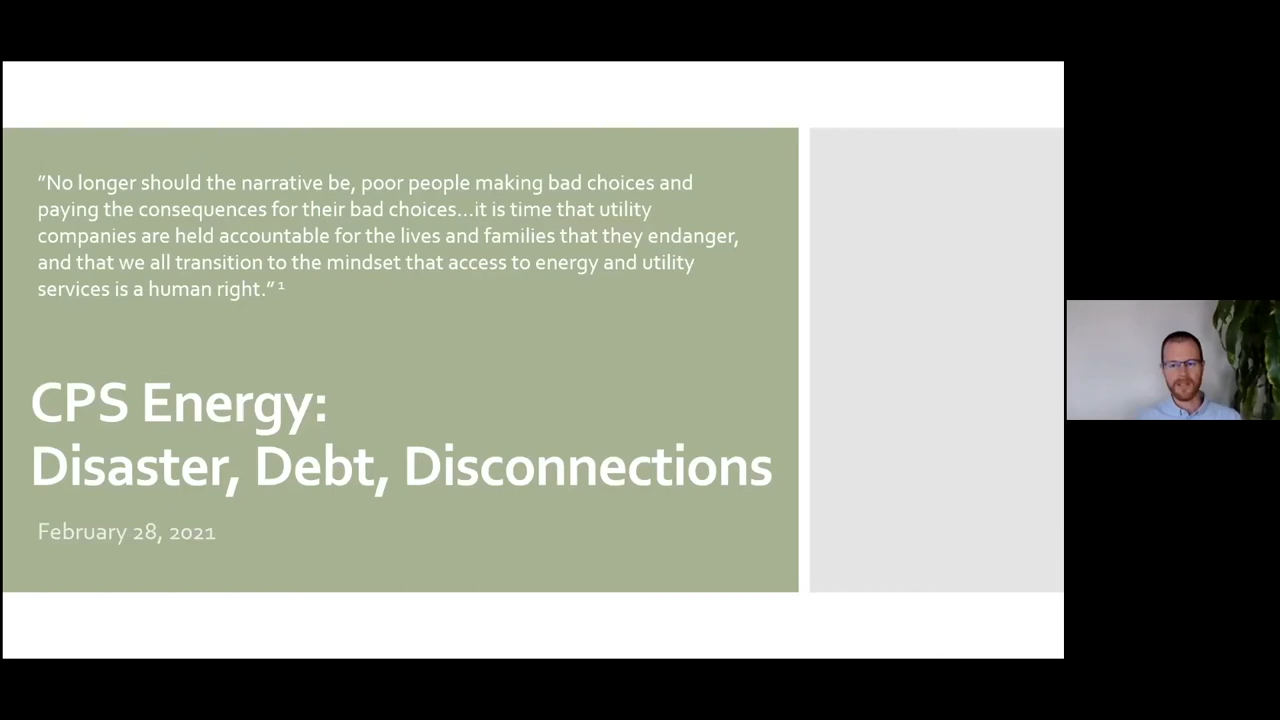 ”No longer should the narrative be, poor people making bad choices and
paying the consequences for their bad choices…it is time that utility
companies are held accountable for the lives and families that they endanger,
and that we all transition to the mindset that access to energy and utility
services is a human right.” ¹
CPS Energy:
Disaster, Debt, Disconnections
February 28, 2021